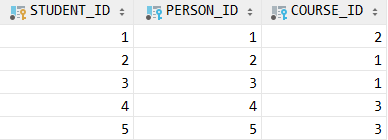 STUDENT_ID PERSON_ID COURSE_ID
1 1 2
2 2 1
3 3 1
4 4 3
5 5 3